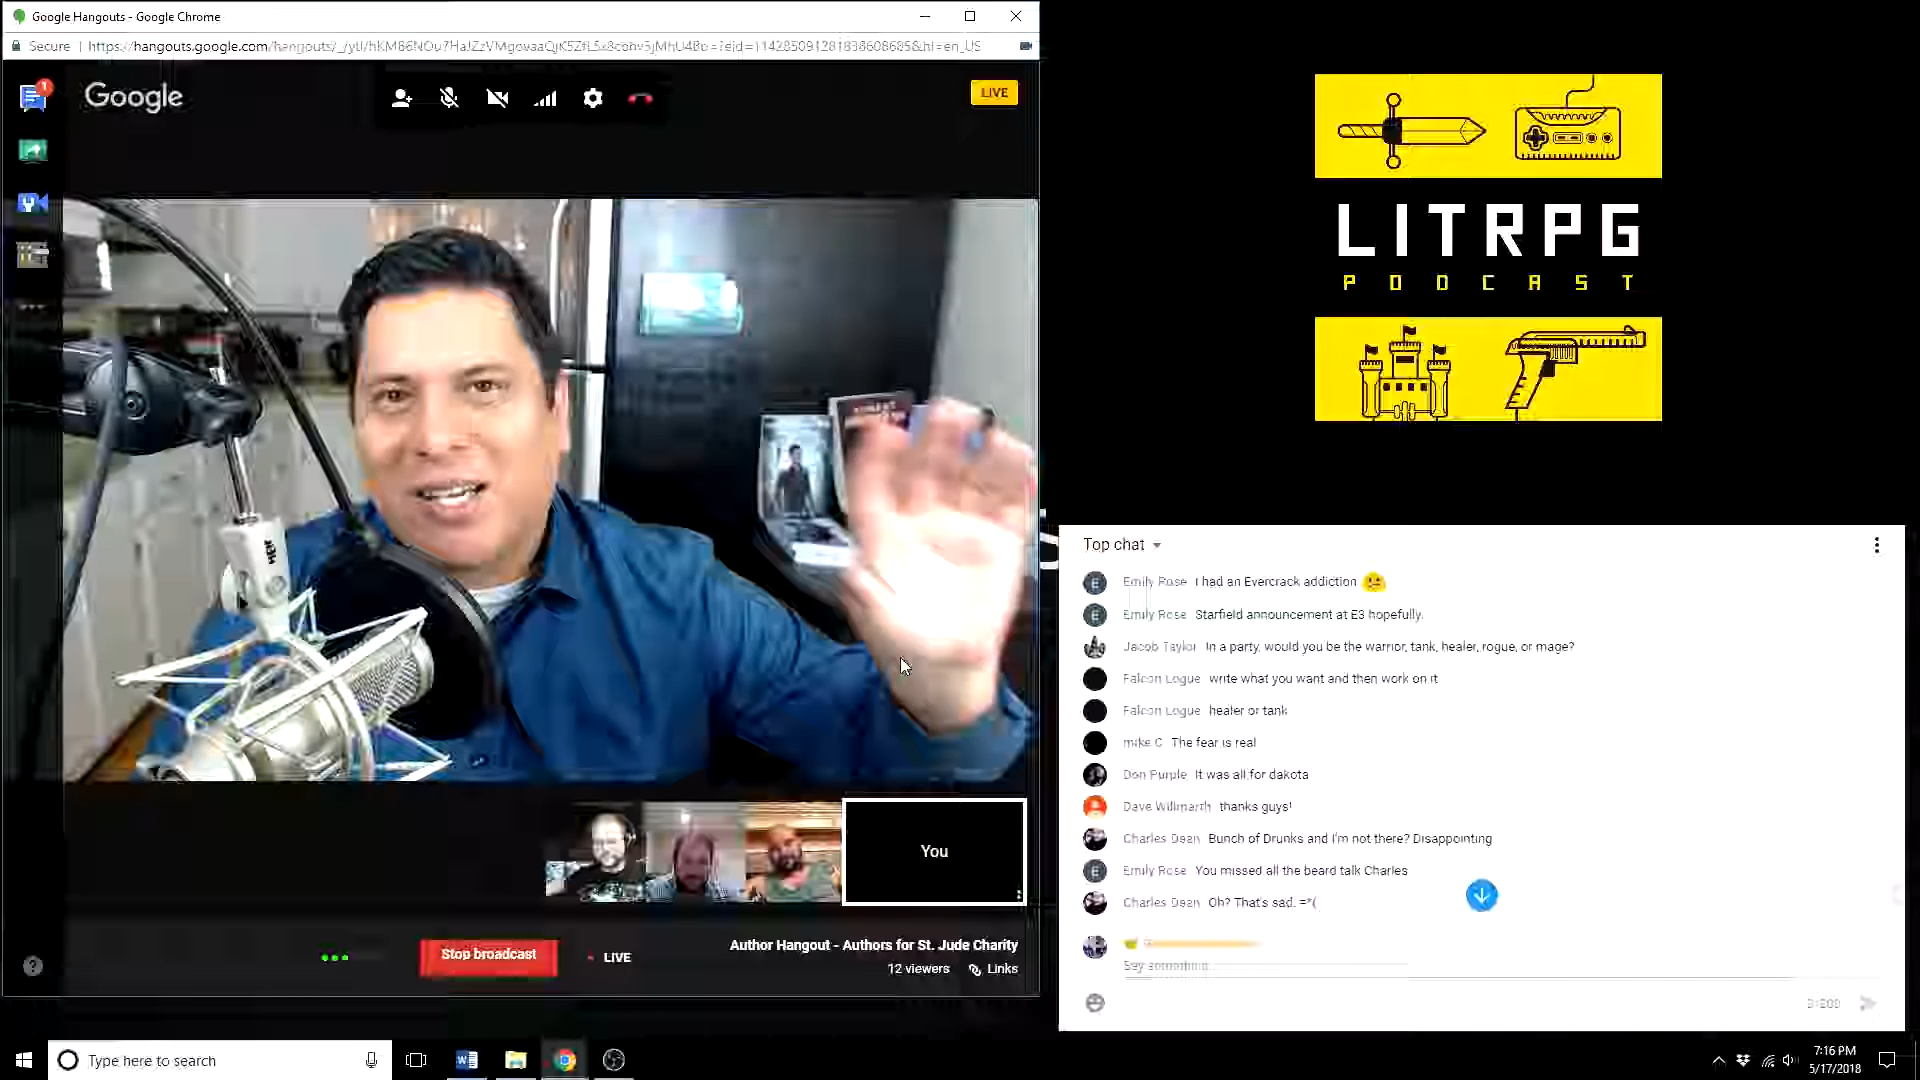 Google Hangouts - Google Chrome
Secure
Google
LIVE
You
Stop broadcast
LIVE
Author Hangout - Authors for St. Jude Charity
12 viewers
Links
LITRPG
PODCAST
Top chat
Emily Rose I had an Evercrack addiction
Emily Rose Starfield announcement at E3 hopefully.
Jacob Taylor In a party, would you be the warrior, tank, healer, rogue, or mage?
Falcon Logue write what you want and then work on it
Falcon Logue healer or tank
mike C The fear is real
Don Purple It was all for dakota
Dave Willmarth thanks guys!
Charles Dean Bunch of Drunks and I'm not there? Disappointing
Emily Rose You missed all the beard talk Charles
Charles Dean Oh? That's sad. =*(
Say something...
0/200
Type here to search
7:16 PM
5/17/2018